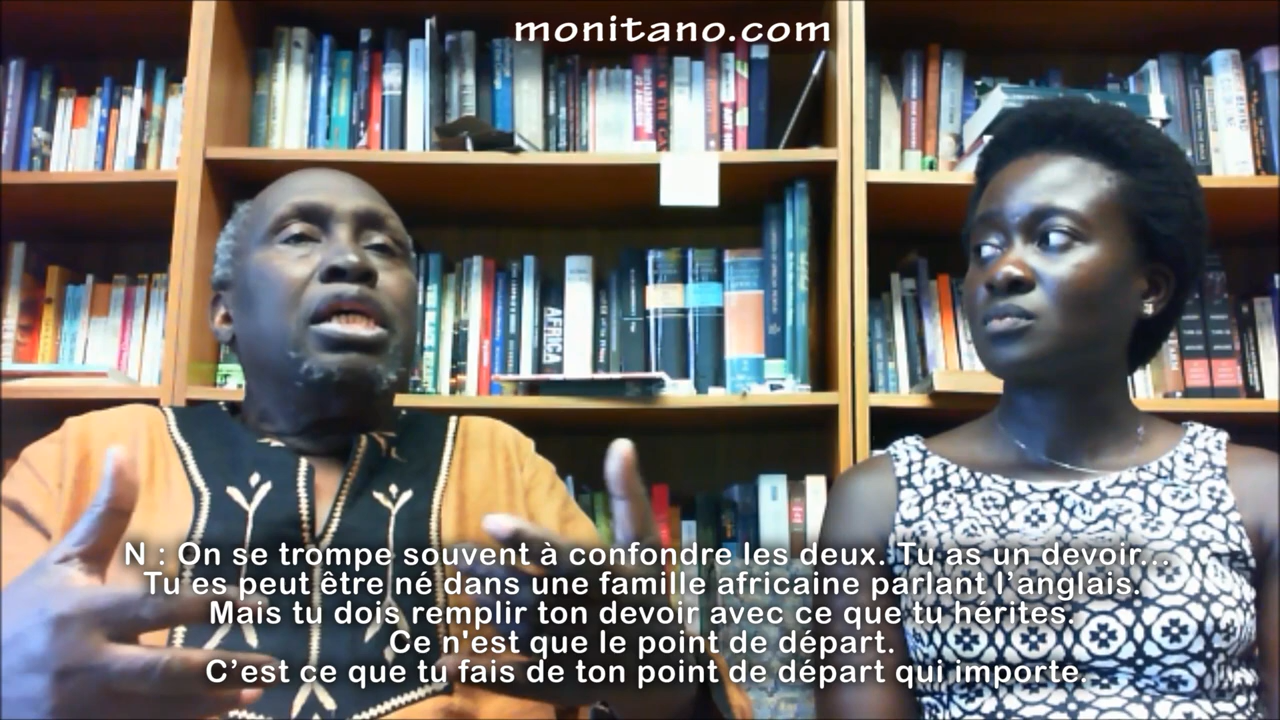 monitano.com
AFRICA
AFRICA
N : On se trompe souvent à confondre les deux. Tu as un devoir...
Tu es peut être né dans une famille africaine parlant l’anglais.
Mais tu dois remplir ton devoir avec ce que tu hérites.
Ce n'est que le point de départ.
C’est ce que tu fais de ton point de départ qui importe.